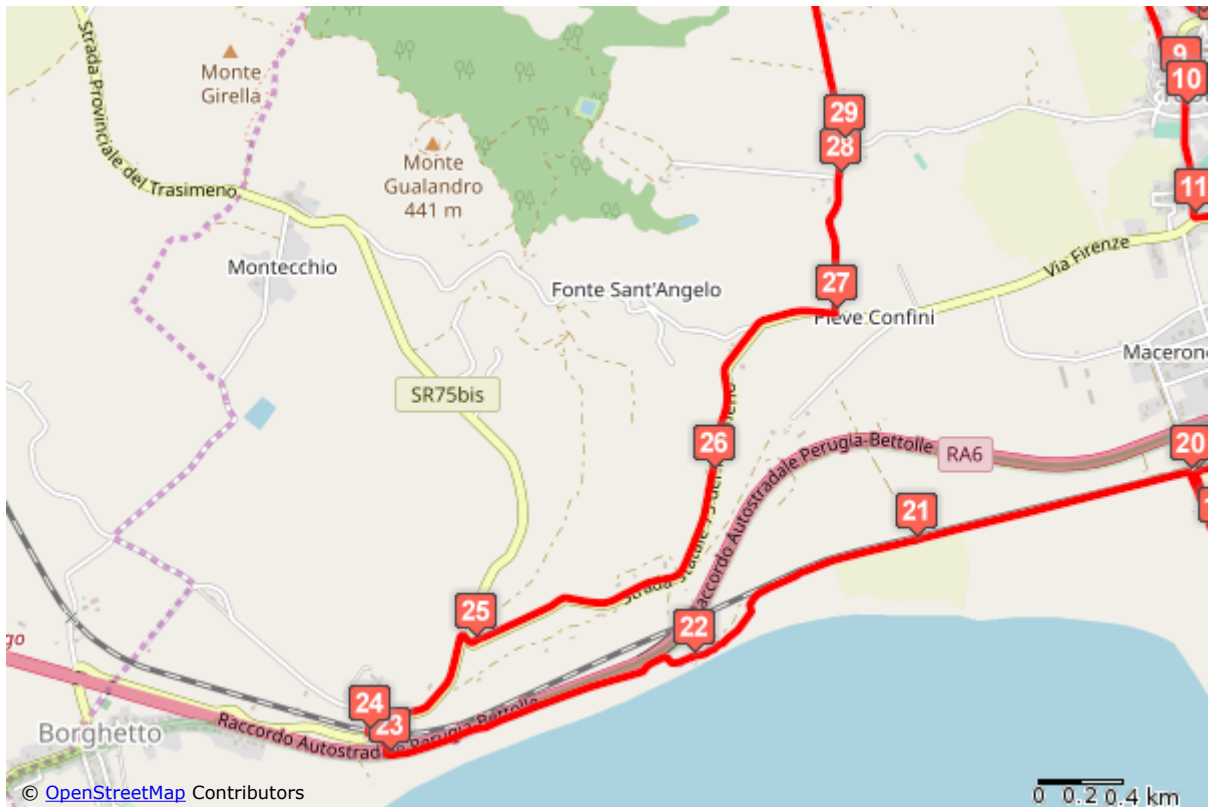 Strada Provinciale del Trasimeno
Monte
Girella
Monte
Gualandro
441 m
Montecchio
Fonte Sant'Angelo
SR75bis
29
28
27
Pieve Confini
Via Firenze
9
10
11
Macerone
RA6
Raccordo Autostradale Perugia-Bettolle
26
20
21
22
25
24
23
Borghetto
Raccordo Autostradale Perugia-Bettolle
© OpenStreetMap Contributors
0 0.2 0.4 km